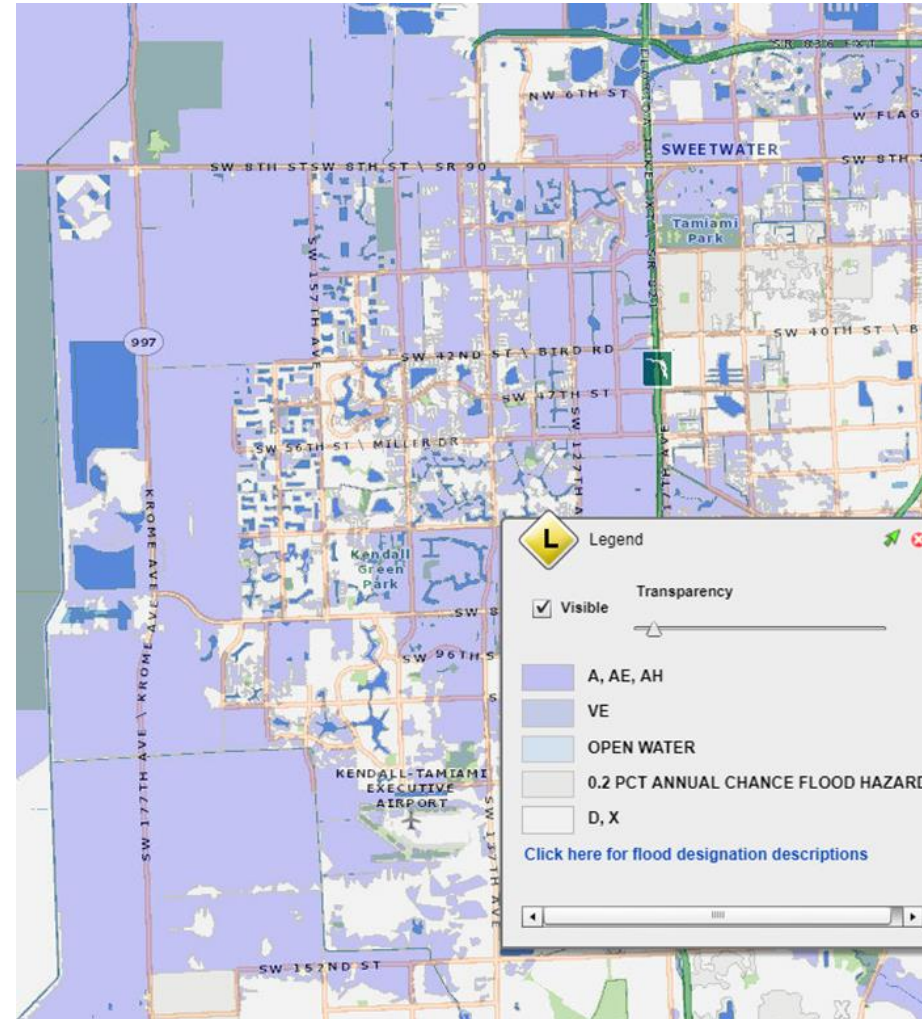 SR 836 EXT
NW 6TH ST
W FLAG
SWEETWATER
SW 8TH STSW 8TH ST \ SR 90
SW 8TH
Tamiami
Park
SW 157TH AVE
997
SW 40TH ST \ B
SW 42ND ST \ BIRD RD
SW 47TH ST
SW 56TH ST \ MILLER DR
SW 127TH A
Kendall
Green
Park
SW 8
SW 96TH S
S
SW 177TH AVE \ KROME AVE
KROME AVE
KENDALL-TAMIAMI
EXECUTIVE
AIRPORT
SW 137TH AVE
SW 152ND ST
L
Legend
Visible
Transparency
A, AE, AH
VE
OPEN WATER
0.2 PCT ANNUAL CHANCE FLOOD HAZARD
D, X
Click here for flood designation descriptions